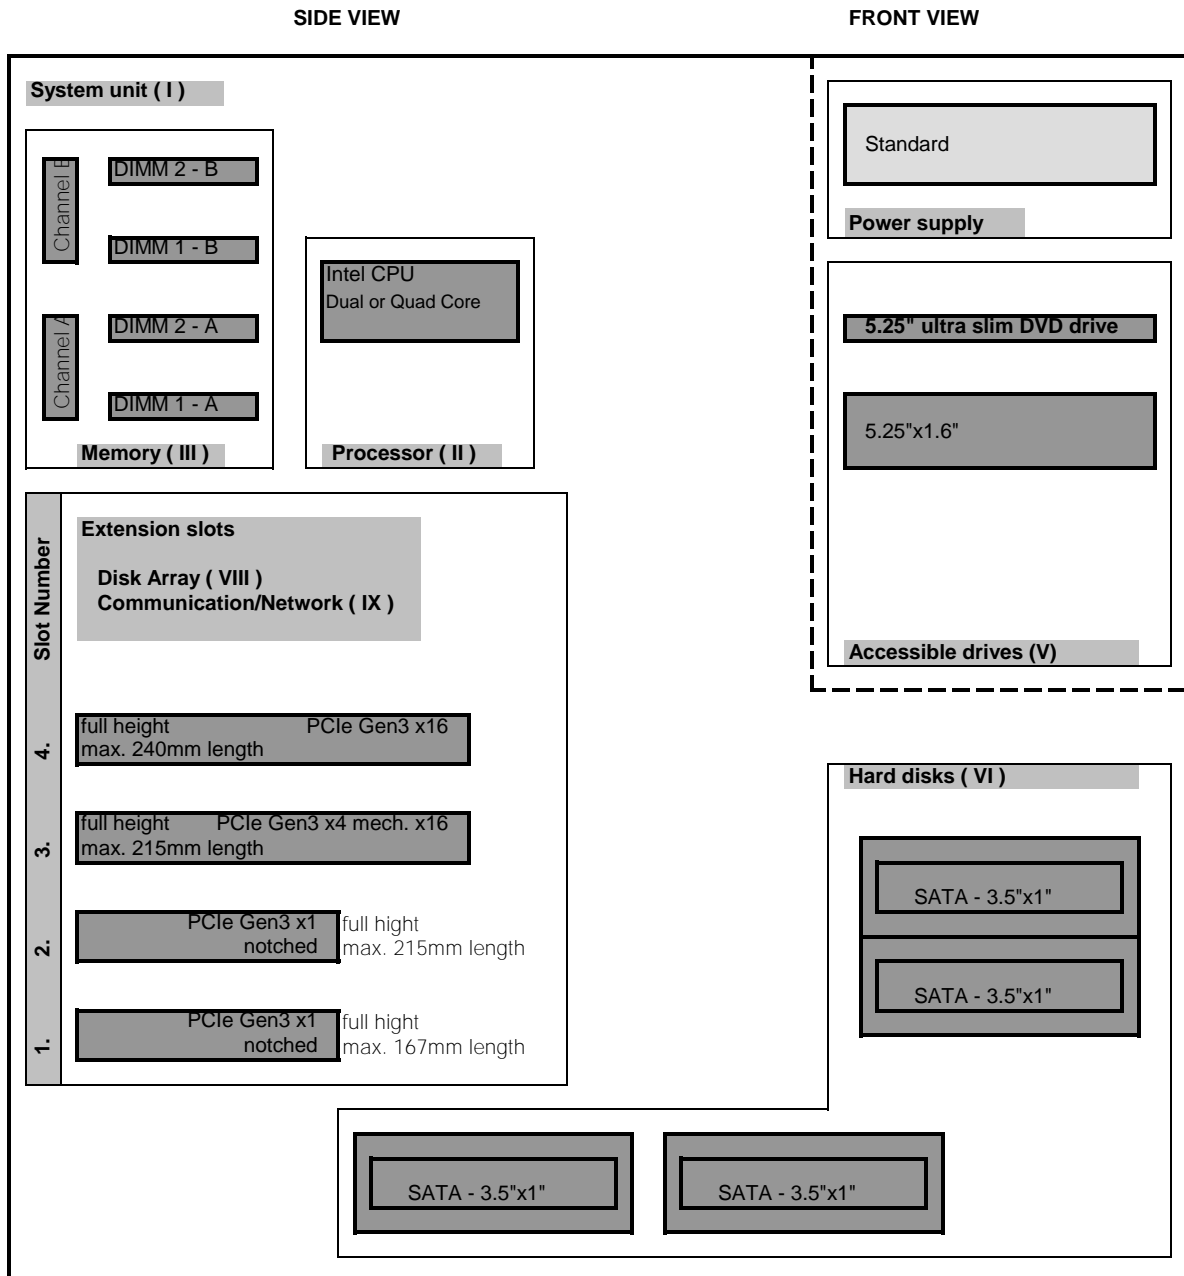 SIDE VIEW
FRONT VIEW
System unit ( I )
Channel B
DIMM 2 - B
DIMM 1 - B
Channel A
DIMM 2 - A
DIMM 1 - A
Memory ( III )
Intel CPU
Dual or Quad Core
Processor ( II )
Standard
Power supply
5.25" ultra slim DVD drive
5.25"x1.6"
Accessible drives (V)
Slot Number
Extension slots
Disk Array ( VIII )
Communication/Network ( IX )
4.
full height PCIe Gen3 x16
max. 240mm length
3.
full height PCIe Gen3 x4 mech. x16
max. 215mm length
2.
PCIe Gen3 x1 full hight
notched max. 215mm length
1.
PCIe Gen3 x1 full hight
notched max. 167mm length
Hard disks ( VI )
SATA - 3.5"x1"
SATA - 3.5"x1"
SATA - 3.5"x1"
SATA - 3.5"x1"